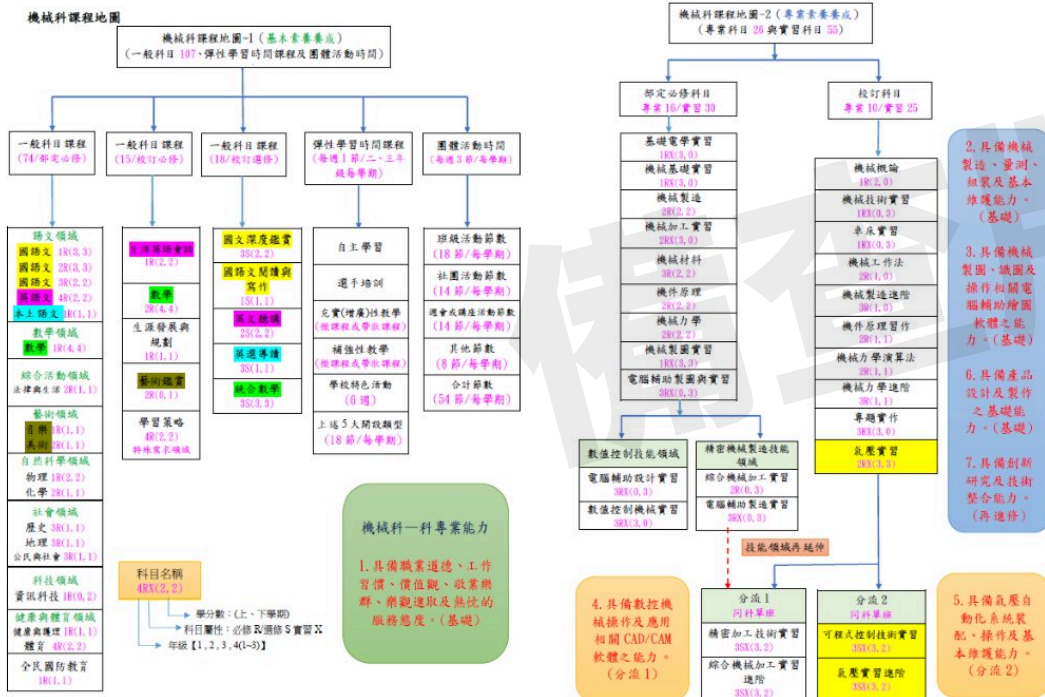 機械科課程地圖
機械科課程地圖-1 (基本素養養成)
(一般科目 107、彈性學習時間課程及團體活動時間)
一般科目課程
(74/部定必修)
一般科目課程
(15/校訂必修)
一般科目課程
(18/校訂選修)
彈性學習時間課程
(每週 1 節/二、三年
級每學期)
團體活動時間
(每週 3 節/每學期)
語文領域
國語文 1R(3,3)
國語文 2R(3,3)
國語文 3R(2,2)
英語文 4R(2,2)
本土語文 1R(1,1)
數學領域
數學 1R(4,4)
綜合活動領域
法律與生活 2R(1,1)
藝術領域
音樂 1R(1,1)
美術 2R(1,1)
自然科學領域
物理 1R(2,2)
化學 2R(1,1)
社會領域
歷史 3R(1,1)
地理 3R(1,1)
公民與社會 3R(1,1)
科技領域
資訊科技 1R(0,2)
健康與體育領域
健康與護理 1R(1,1)
體育 4R(2,2)
全民國防教育
1R(1,1)
生活英語會話
1R(2,2)
數學
2R(4,4)
生涯發展與
規劃
1R(1,1)
藝術鑑賞
2R(0,1)
學習策略
4R(2,2)
特殊需求領域
國文深度鑑賞
3S(2,2)
國語文閱讀與
寫作
1S(1,1)
英文聽講
2S(2,2)
英選導讀
3S(1,1)
統合數學
3S(3,3)
自主學習
選手培訓
充實(增廣)性教學
(微課程或帶狀課程)
補強性教學
(微課程或帶狀課程)
學校特色活動
(6 週)
上述 5 大開設類型
(18 節/每學期)
班級活動節數
(18 節/每學期)
社團活動節數
(14 節/每學期)
週會或講座活動節數
(14 節/每學期)
其他節數
(8 節/每學期)
合計節數
(54 節/每學期)
機械科—科專業能力
1.具備職業道德、工作
習慣、價值觀、敬業樂
群、樂觀進取及熱忱的
服務態度。(基礎)
科目名稱
4RX(2,2)
學分數：(上、下學期)
科目屬性：必修 R/選修 S 實習 X
年級【1,2,3,4(1~3)】
機械科課程地圖-2 (專業素養養成)
(專業科目 26 與實習科目 55)
部定必修科目
專業 16/實習 30
校訂科目
專業 10/實習 25
基礎電學實習
1RX(3,0)
機械基礎實習
1RX(3,0)
機械製造
2R(2,2)
機械加工實習
2RX(3,0)
機械材料
3R(2,2)
機件原理
2R(2,2)
機械力學
2R(2,2)
機械製圖實習
1RX(3,3)
電腦輔助製圖與實習
3RX(0,3)
機械概論
1R(2,0)
機械技術實習
1RX(0,3)
車床實習
1RX(0,3)
機械工作法
2R(1,0)
機械製造進階
3R(1,0)
機件原理習作
2R(1,1)
機械力學演算法
2R(1,1)
機械力學進階
3R(1,1)
專題實作
3RX(3,0)
氣壓實習
2RX(3,3)
數值控制技能領域
電腦輔助設計實習
3RX(0,3)
數值控制機械實習
3RX(3,0)
精密機械製造技能
領域
綜合機械加工實習
2R(0,3)
電腦輔助製造實習
3RX(0,3)
技能領域再延伸
分流 1
同科單班
精密加工技術實習
3SX(3,2)
綜合機械加工實習
進階
3SX(3,2)
分流 2
同科單班
可程式控制技術實習
3SX(3,2)
氣壓實習進階
3SX(3,2)
2.具備機械
製造、量測、
組裝及基本
維護能力。
(基礎)
3.具備機械
製圖、識圖及
操作相關電
腦輔助繪圖
軟體之能
力。(基礎)
6.具備產品
設計及製作
之基礎能
力。(基礎)
7.具備創新
研究及技術
整合能力。
(再進修)
4.具備數控機
械操作及應用
相關 CAD/CAM
軟體之能力。
(分流 1)
5.具備氣壓自
動化系統裝
配、操作及基
本維護能力。
(分流 2)
備查